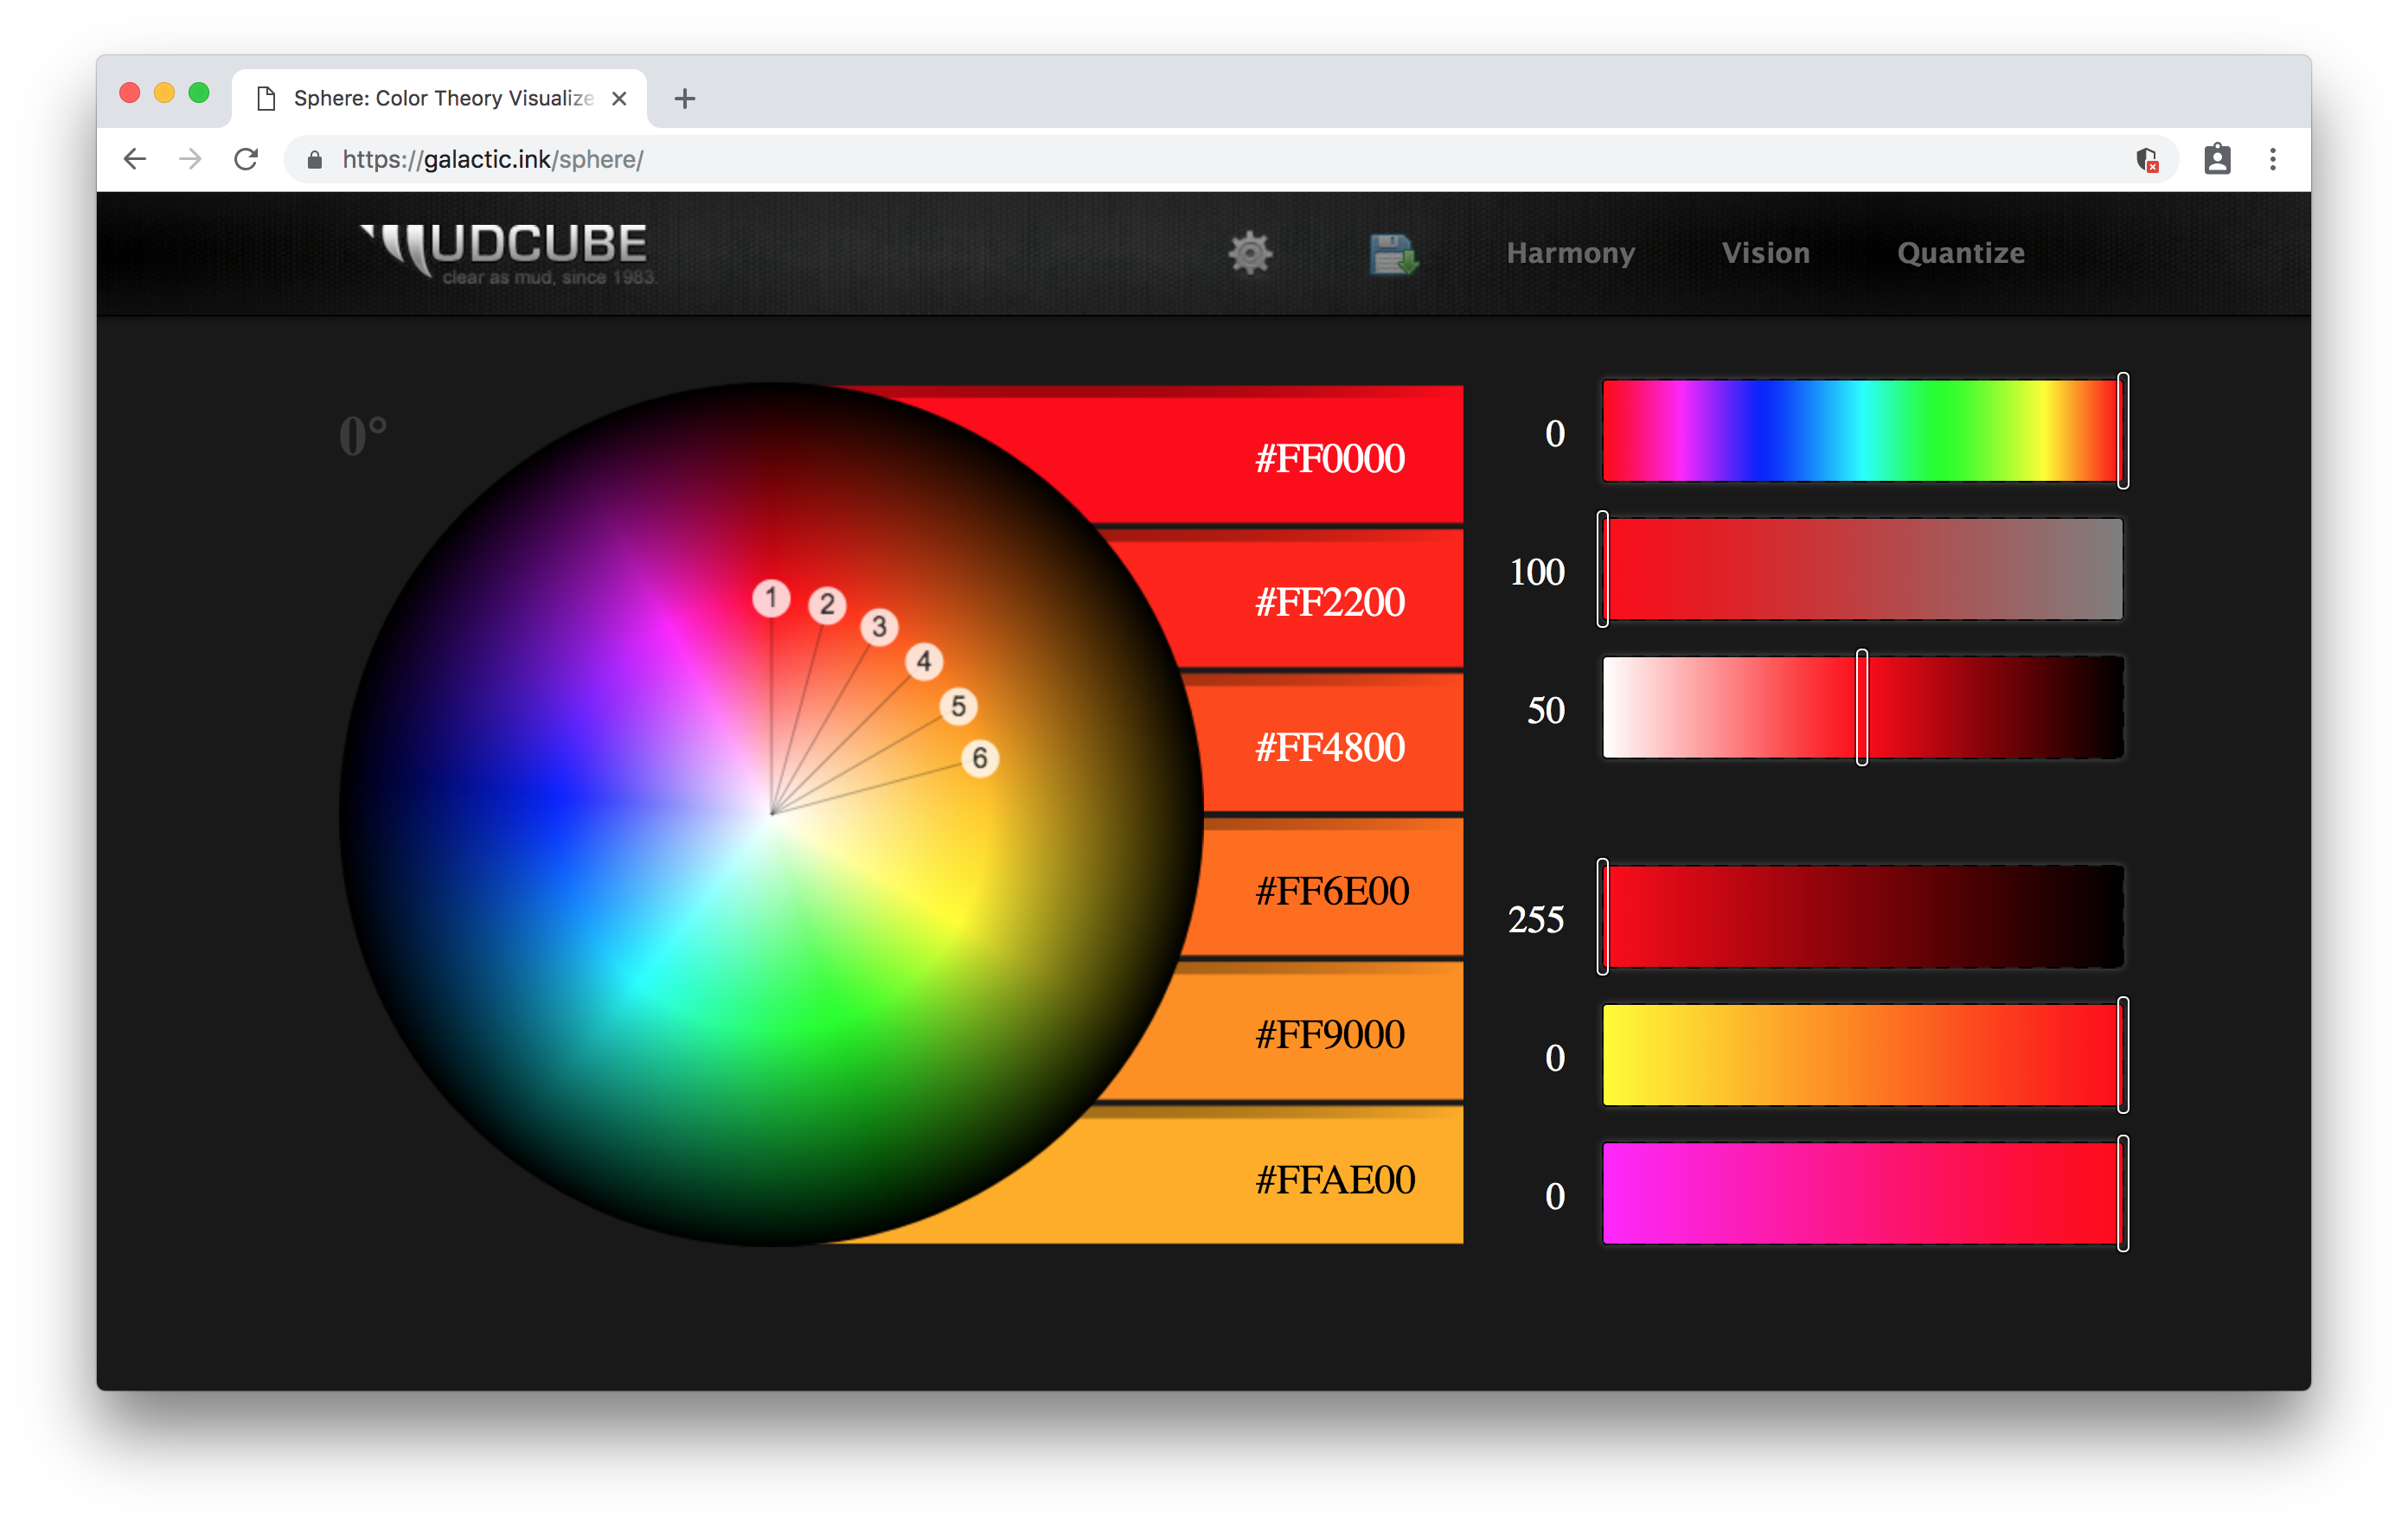 Sphere: Color Theory Visualize
https://galactic.ink/sphere/
MUDCUBE
clear as mud, since 1983.
Harmony Vision Quantize
0°
1
2
3
4
5
6
#FF0000
#FF2200
#FF4800
#FF6E00
#FF9000
#FFAE00
0
100
50
255
0
0